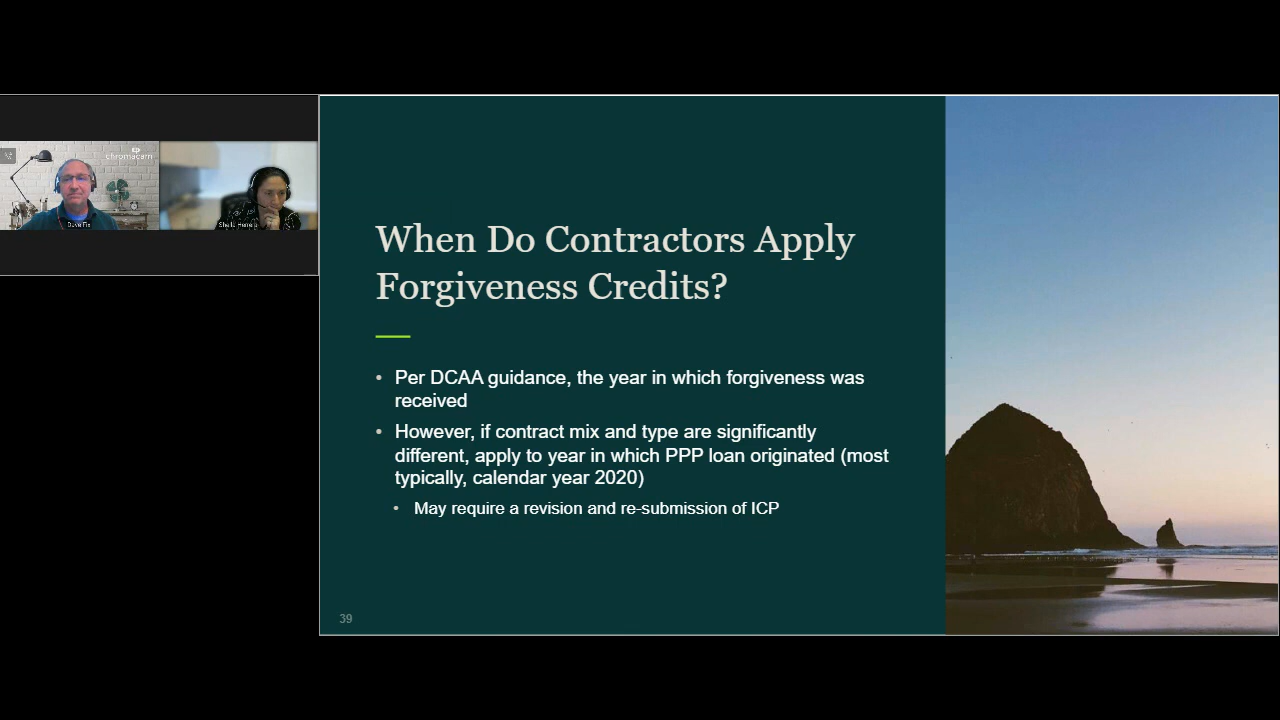 chromacam
Dave Fix
When Do Contractors Apply
Forgiveness Credits?
• Per DCAA guidance, the year in which forgiveness was
received
• However, if contract mix and type are significantly
different, apply to year in which PPP loan originated (most
typically, calendar year 2020)
• May require a revision and re-submission of ICP
39